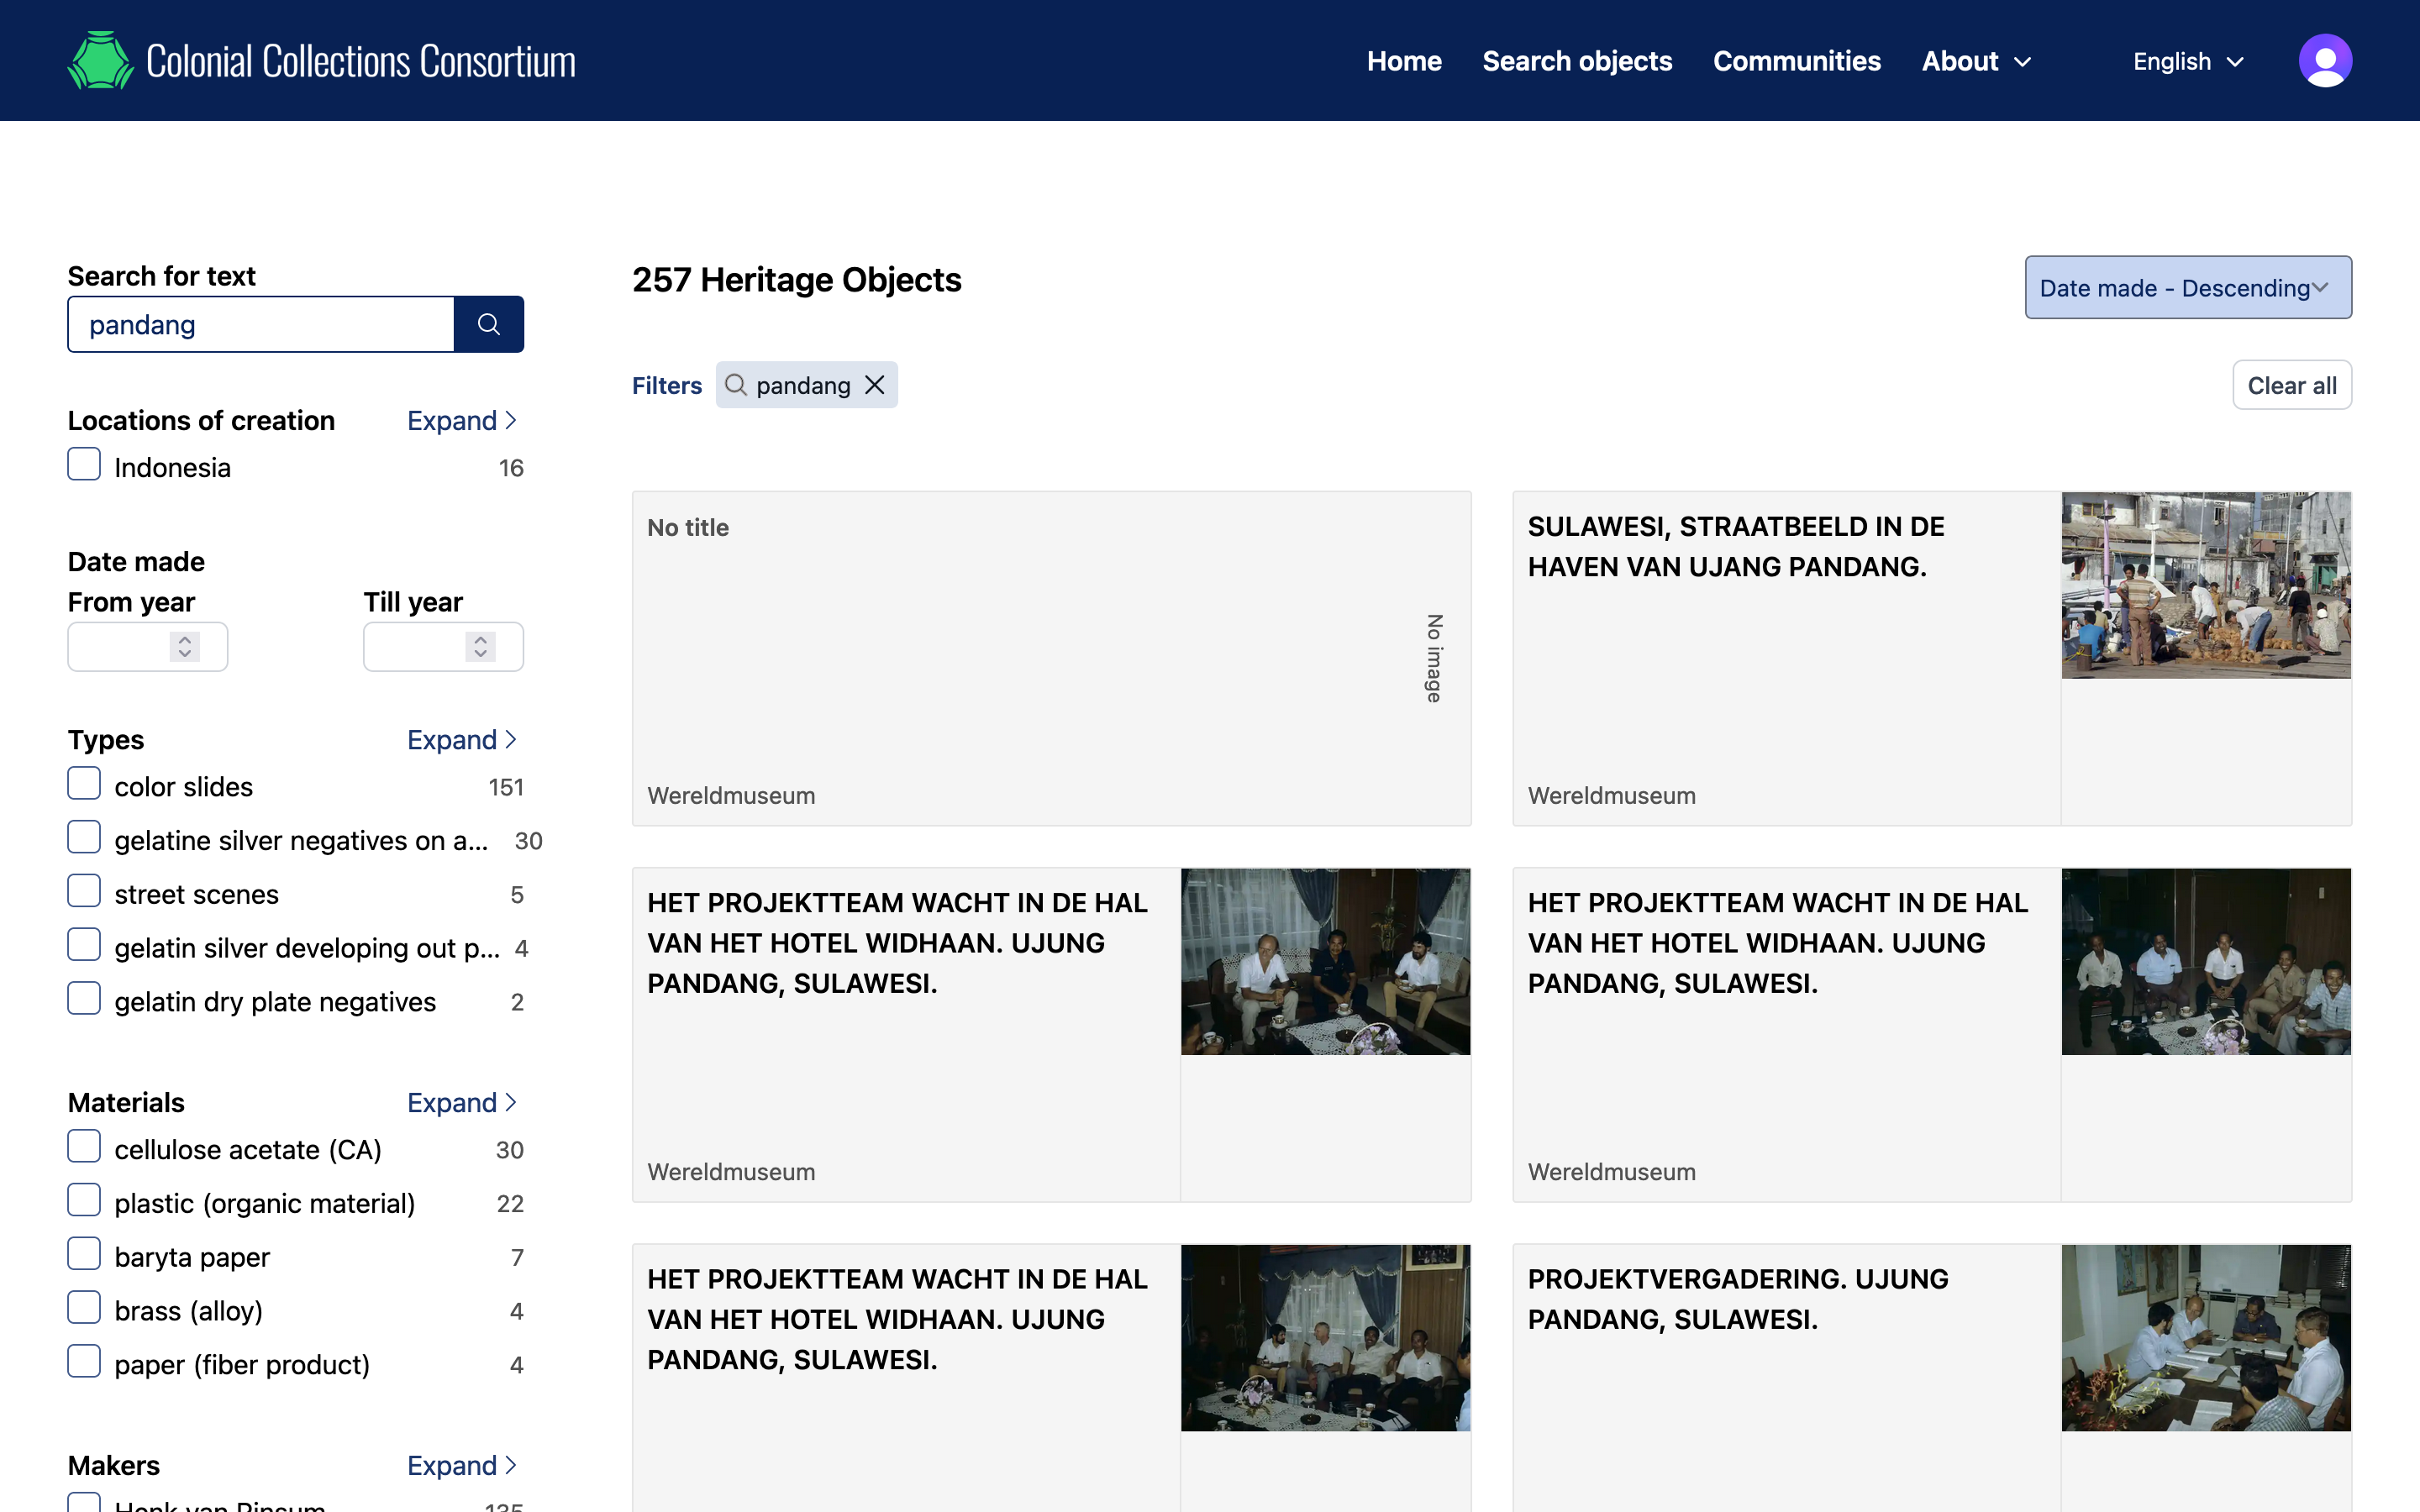 Colonial Collections Consortium
Home Search objects Communities About English
Search for text
pandang
Locations of creation Expand
Indonesia 16
Date made
From year Till year
Types Expand
color slides 151
gelatine silver negatives on a... 30
street scenes 5
gelatin silver developing out p... 4
gelatin dry plate negatives 2
Materials Expand
cellulose acetate (CA) 30
plastic (organic material) 22
baryta paper 7
brass (alloy) 4
paper (fiber product) 4
Makers Expand
Henk van Rinsum 135
257 Heritage Objects
Date made - Descending
Filters pandang
Clear all
No title
No image
Wereldmuseum
SULAWESI, STRAATBEELD IN DE
HAVEN VAN UJANG PANDANG.
Wereldmuseum
HET PROJEKTTEAM WACHT IN DE HAL
VAN HET HOTEL WIDHAAN. UJUNG
PANDANG, SULAWESI.
Wereldmuseum
HET PROJEKTTEAM WACHT IN DE HAL
VAN HET HOTEL WIDHAAN. UJUNG
PANDANG, SULAWESI.
Wereldmuseum
HET PROJEKTTEAM WACHT IN DE HAL
VAN HET HOTEL WIDHAAN. UJUNG
PANDANG, SULAWESI.
PROJEKTVERGADERING. UJUNG
PANDANG, SULAWESI.